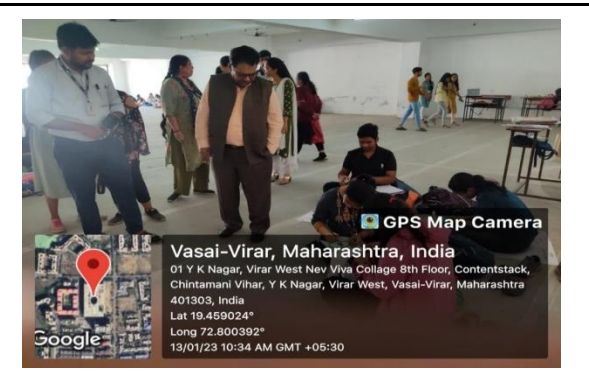 GPS Map Camera
Vasai-Virar, Maharashtra, India
01 Y K Nagar, Virar West Nev Viva Collage 8th Floor, Contentstack,
Chintamani Vihar, Y K Nagar, Virar West, Vasai-Virar, Maharashtra
401303, India
Lat 19.459024°
Long 72.800392°
13/01/23 10:34 AM GMT +05:30
Google